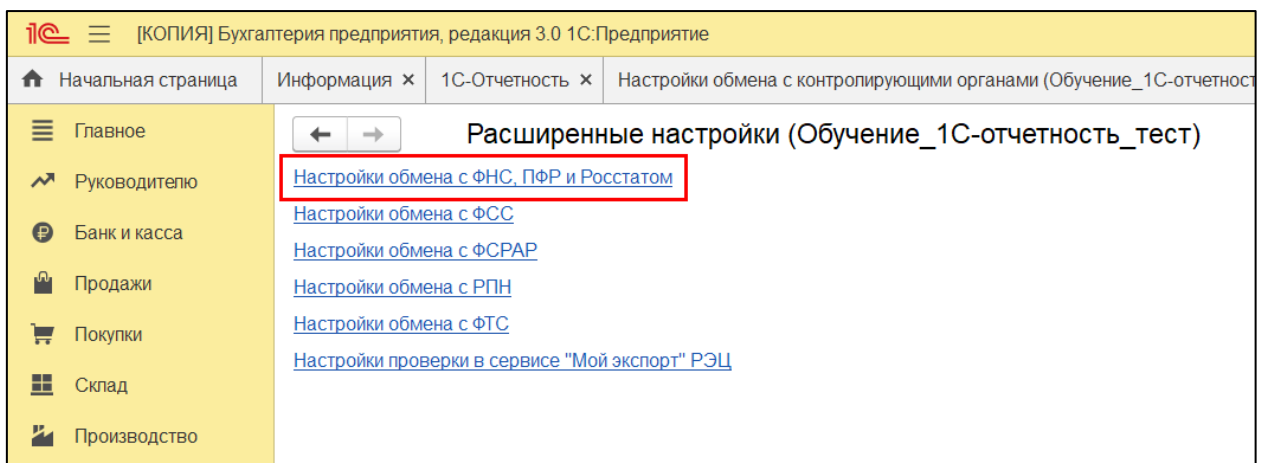 1С [КОПИЯ] Бухгалтерия предприятия, редакция 3.0 1С:Предприятие
Начальная страница Информация × 1С-Отчетность × Настройки обмена с контролирующими органами (Обучение_1С-отчетност
Главное
Расширенные настройки (Обучение_1С-отчетность_тест)
Руководителю
Настройки обмена с ФНС, ПФР и Росстатом
Настройки обмена с ФСС
Банк и касса
Настройки обмена с ФСРАР
Продажи
Настройки обмена с РПН
Настройки обмена с ФТС
Покупки
Настройки проверки в сервисе "Мой экспорт" РЭЦ
Склад
Производство